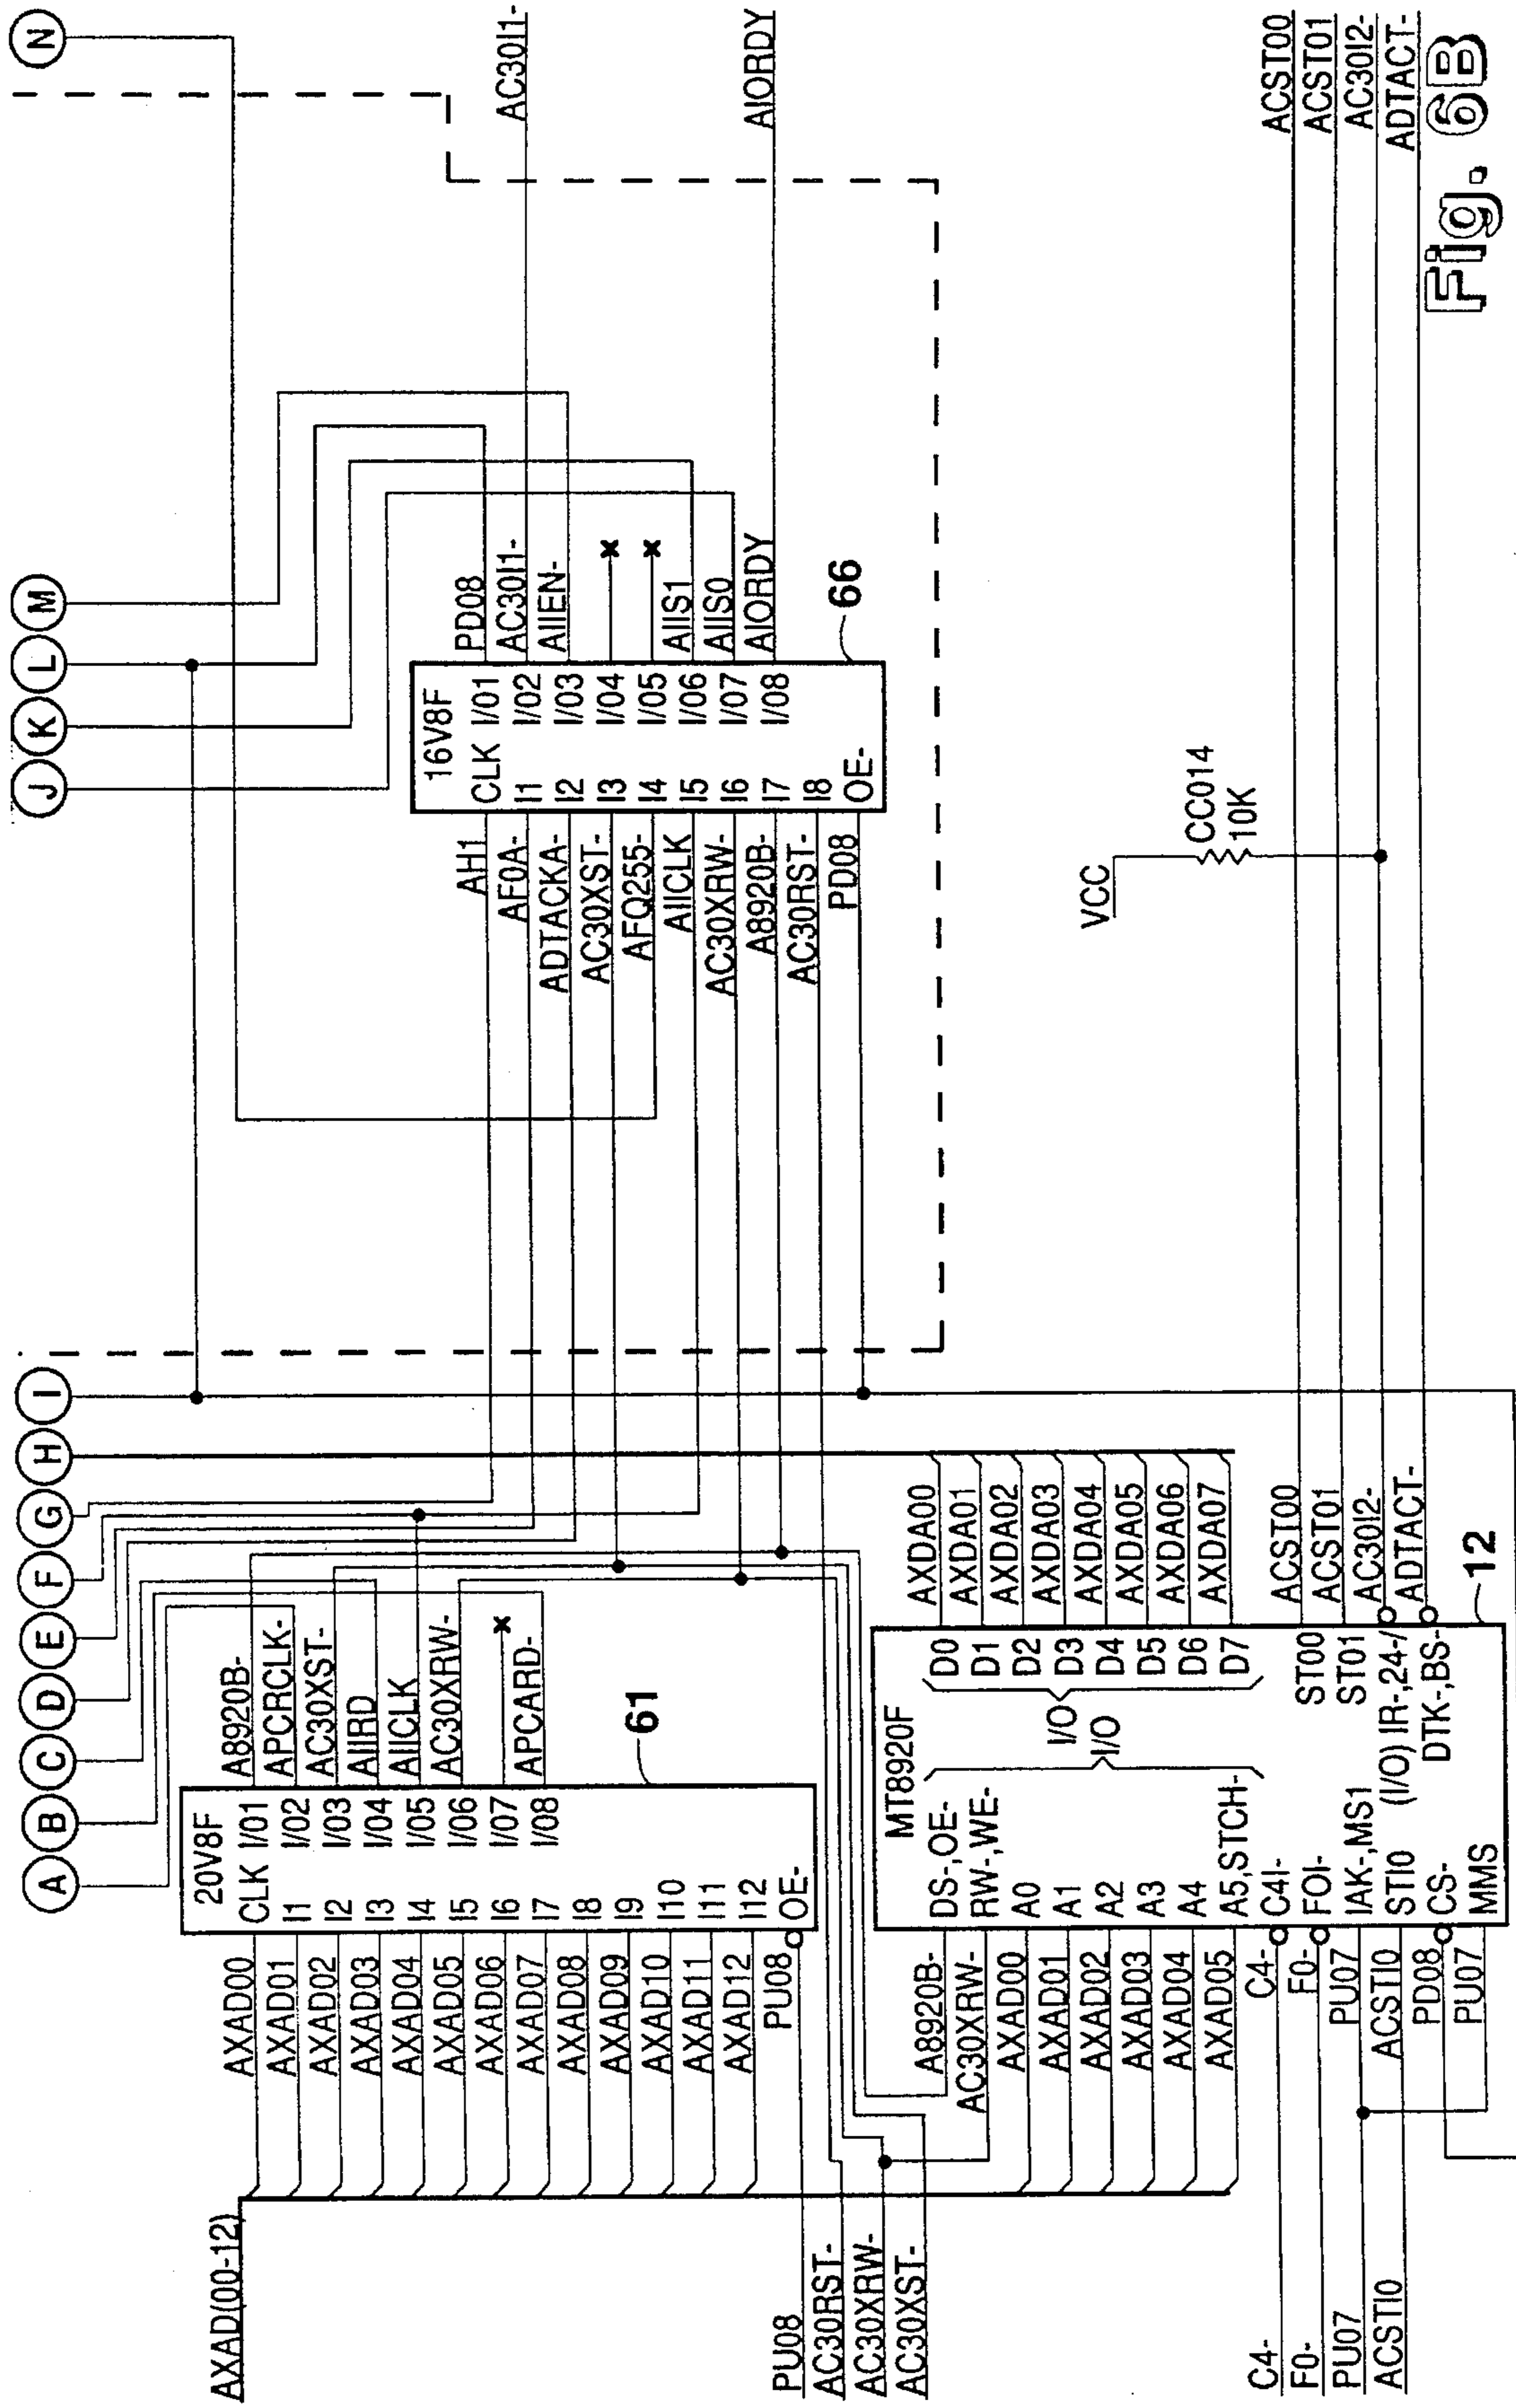 A B C D E F G H I J K L M N
AXAD(00-12)
20V8F
CLK I/01
I1 I/02
I2 I/03
I3 I/04
I4 I/05
I5 I/06
I6 I/07
I7 I/08
I8
I9
I10
I11
I12
OE-
AXAD00
AXAD01
AXAD02
AXAD03
AXAD04
AXAD05
AXAD06
AXAD07
AXAD08
AXAD09
AXAD10
AXAD11
AXAD12
PU08
A8920B-
APCRCLK-
AC30XST-
AIIRD
AIICLK
AC30XRW-
x
APCARD-
61
PU08
AC30RST-
AC30XRW-
AC30XST-
16V8F
CLK I/01
I1 I/02
I2 I/03
I3 I/04
I4 I/05
I5 I/06
I6 I/07
I7 I/08
I8
OE-
AH1
AF0A-
ADTACKA-
AC30XST-
AFQ255-
AIICLK
AC30XRW-
A8920B-
AC30RST-
PD08
PD08
AC30I1-
AIIEN-
x
x
AIIS1
AIIS0
AIORDY
66
AC30I1-
AIORDY
MT8920F
DS-,OE-
RW-,WE-
A0
A1
A2
A3
A4
A5,STCH-
C4I-
FOI-
IAK-,MS1
STI0
CS-
MMS
I/O
I/O
D0
D1
D2
D3
D4
D5
D6
D7
ST00
ST01
(I/O) IR-,24-/
DTK-,BS-
A8920B-
AC30XRW-
AXAD00
AXAD01
AXAD02
AXAD03
AXAD04
AXAD05
C4-
F0-
PU07
ACSTI0
PD08
PU07
C4-
F0-
PU07
ACSTI0
AXDA00
AXDA01
AXDA02
AXDA03
AXDA04
AXDA05
AXDA06
AXDA07
ACST00
ACST01
AC30I2-
ADTACT-
12
VCC
CC014
10K
ACST00
ACST01
AC30I2-
ADTACT-
Fig. 6B